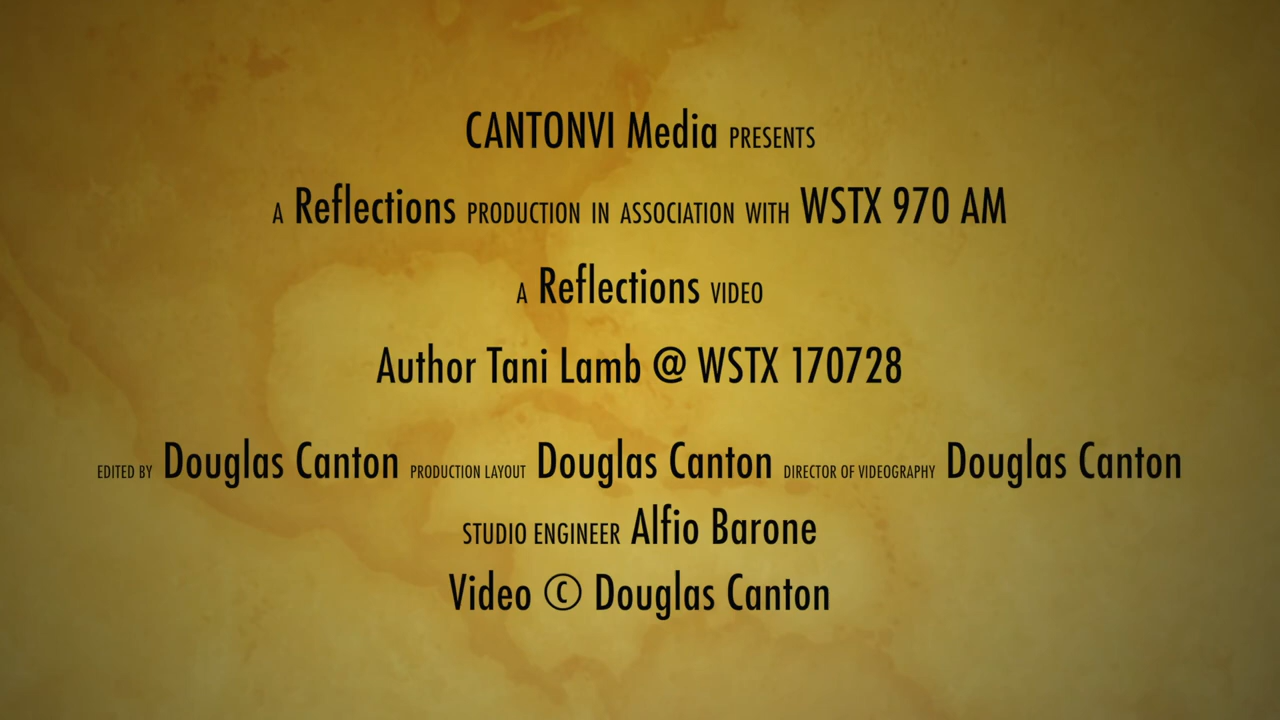 CANTONVI Media PRESENTS
A Reflections PRODUCTION IN ASSOCIATION WITH WSTX 970 AM
A Reflections VIDEO
Author Tani Lamb @ WSTX 170728
EDITED BY Douglas Canton PRODUCTION LAYOUT Douglas Canton DIRECTOR OF VIDEOGRAPHY Douglas Canton
STUDIO ENGINEER Alfio Barone
Video © Douglas Canton